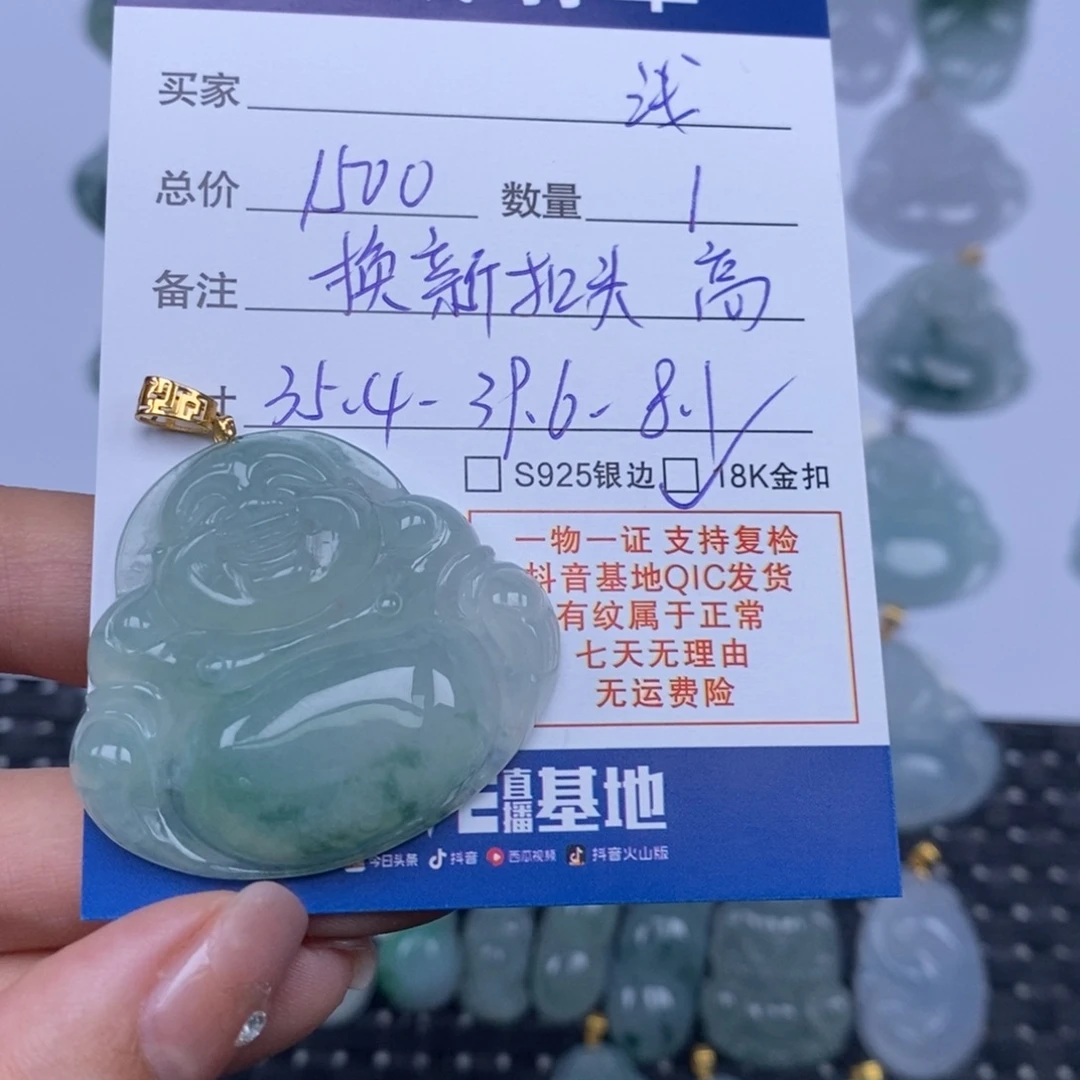 买家 浅
总价 1500 数量 1
备注 换新扣头 高
35.4-39.6-8.1
S925银边 18K金扣
一物一证 支持复检
抖音基地QIC发货
有纹属于正常
七天无理由
无运费险
直播基地
今日头条 抖音 西瓜视频 抖音火山版